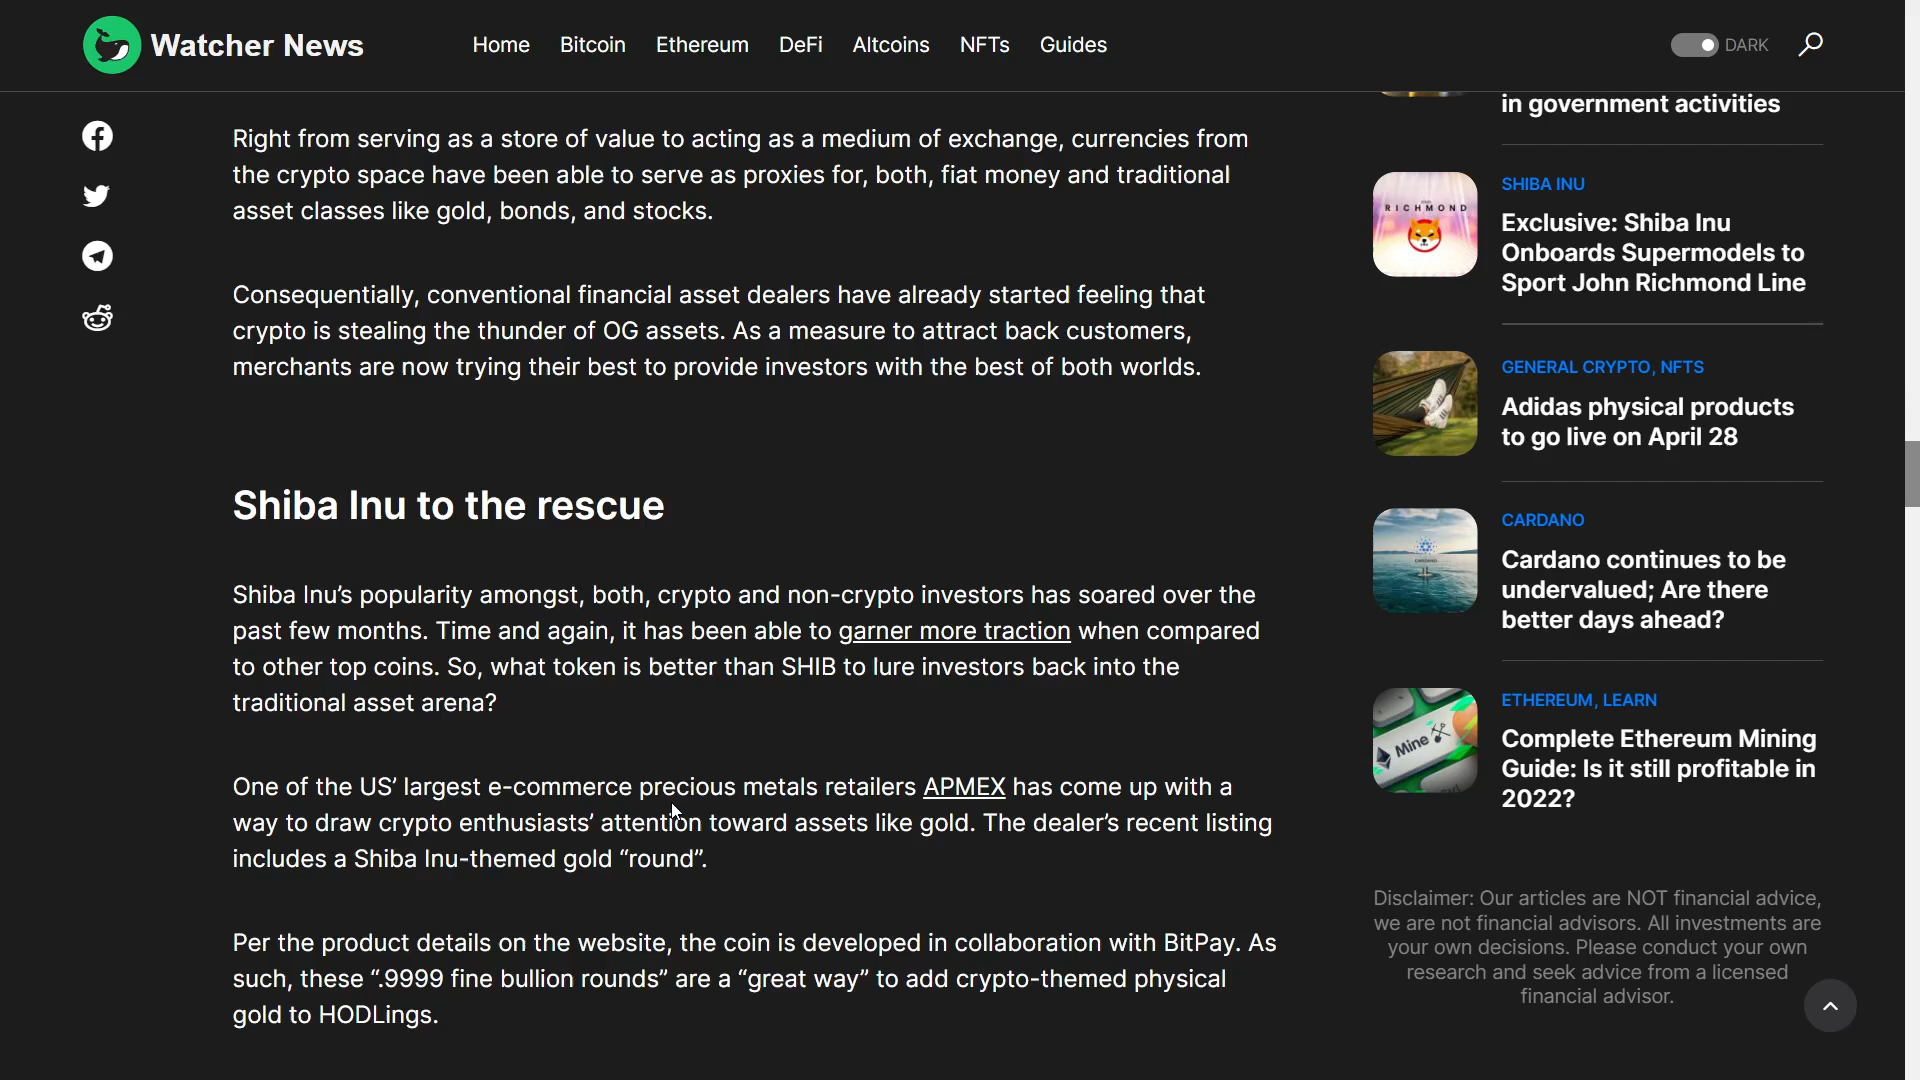 Watcher News
Home Bitcoin Ethereum DeFi Altcoins NFTs Guides
DARK
Right from serving as a store of value to acting as a medium of exchange, currencies from
the crypto space have been able to serve as proxies for, both, fiat money and traditional
asset classes like gold, bonds, and stocks.
Consequentially, conventional financial asset dealers have already started feeling that
crypto is stealing the thunder of OG assets. As a measure to attract back customers,
merchants are now trying their best to provide investors with the best of both worlds.
Shiba Inu to the rescue
Shiba Inu’s popularity amongst, both, crypto and non-crypto investors has soared over the
past few months. Time and again, it has been able to garner more traction when compared
to other top coins. So, what token is better than SHIB to lure investors back into the
traditional asset arena?
One of the US’ largest e-commerce precious metals retailers APMEX has come up with a
way to draw crypto enthusiasts’ attention toward assets like gold. The dealer’s recent listing
includes a Shiba Inu-themed gold “round”.
Per the product details on the website, the coin is developed in collaboration with BitPay. As
such, these “.9999 fine bullion rounds” are a “great way” to add crypto-themed physical
gold to HODLings.
in government activities
RICHMOND
SHIBA INU
Exclusive: Shiba Inu
Onboards Supermodels to
Sport John Richmond Line
GENERAL CRYPTO, NFTS
Adidas physical products
to go live on April 28
CARDANO
CARDANO
Cardano continues to be
undervalued; Are there
better days ahead?
Mine
ETHEREUM, LEARN
Complete Ethereum Mining
Guide: Is it still profitable in
2022?
Disclaimer: Our articles are NOT financial advice,
we are not financial advisors. All investments are
your own decisions. Please conduct your own
research and seek advice from a licensed
financial advisor.